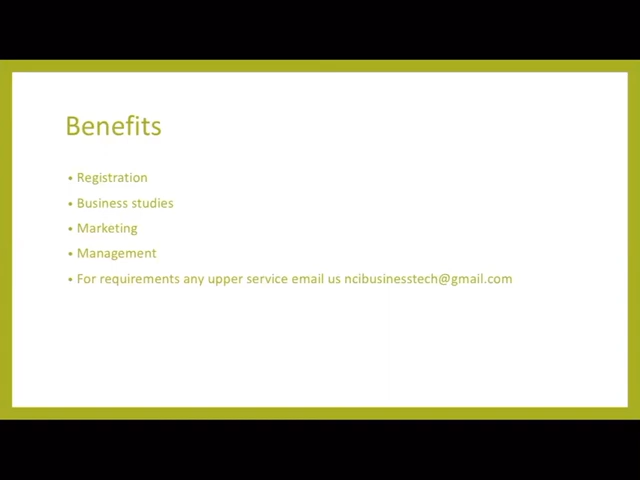 Benefits
• Registration
• Business studies
• Marketing
• Management
• For requirements any upper service email us ncibusinesstech@gmail.com